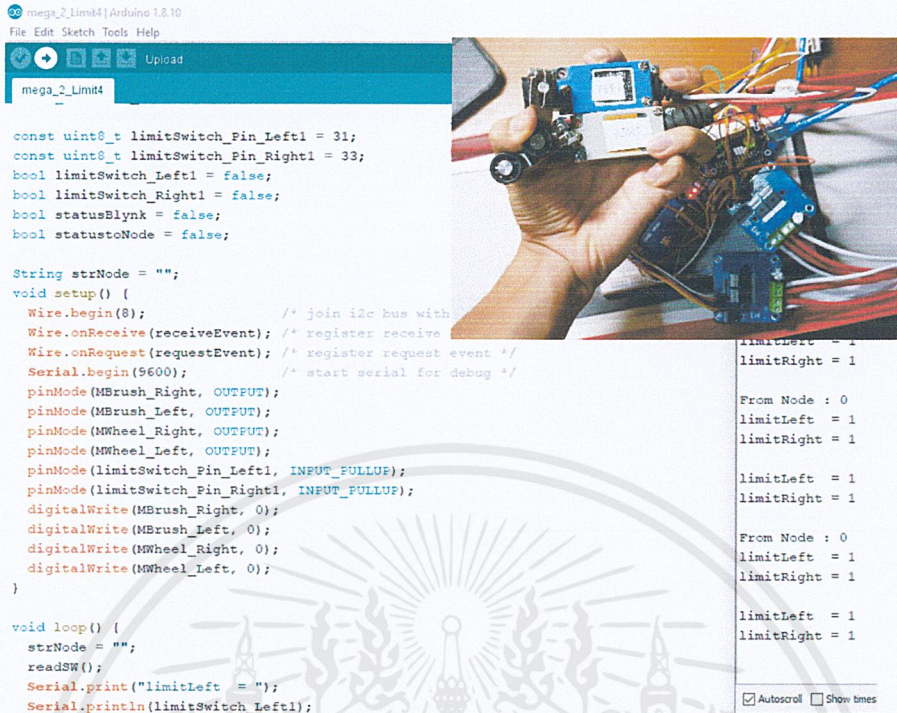 mega_2_Limit4 | Arduino 1.8.10
File Edit Sketch Tools Help
Upload
mega_2_Limit4
const uint8_t limitSwitch_Pin_Left1 = 31;
const uint8_t limitSwitch_Pin_Right1 = 33;
bool limitSwitch_Left1 = false;
bool limitSwitch_Right1 = false;
bool statusBlynk = false;
bool statustoNode = false;
String strNode = "";
void setup() {
Wire.begin(8); /* join i2c bus with
Wire.onReceive(receiveEvent); /* register receive
Wire.onRequest(requestEvent); /* register request event */
Serial.begin(9600); /* start serial for debug */
pinMode(MBrush_Right, OUTPUT);
pinMode(MBrush_Left, OUTPUT);
pinMode(MWheel_Right, OUTPUT);
pinMode(MWheel_Left, OUTPUT);
pinMode(limitSwitch_Pin_Left1, INPUT_PULLUP);
pinMode(limitSwitch_Pin_Right1, INPUT_PULLUP);
digitalWrite(MBrush_Right, 0);
digitalWrite(MBrush_Left, 0);
digitalWrite(MWheel_Right, 0);
digitalWrite(MWheel_Left, 0);
}
void loop() {
strNode = "";
readSW();
Serial.print("limitLeft  = ");
Serial.println(limitSwitch_Left1);
limitLeft = 1
limitRight = 1
From Node : 0
limitLeft = 1
limitRight = 1
limitLeft = 1
limitRight = 1
From Node : 0
limitLeft = 1
limitRight = 1
limitLeft = 1
limitRight = 1
Autoscroll Show times